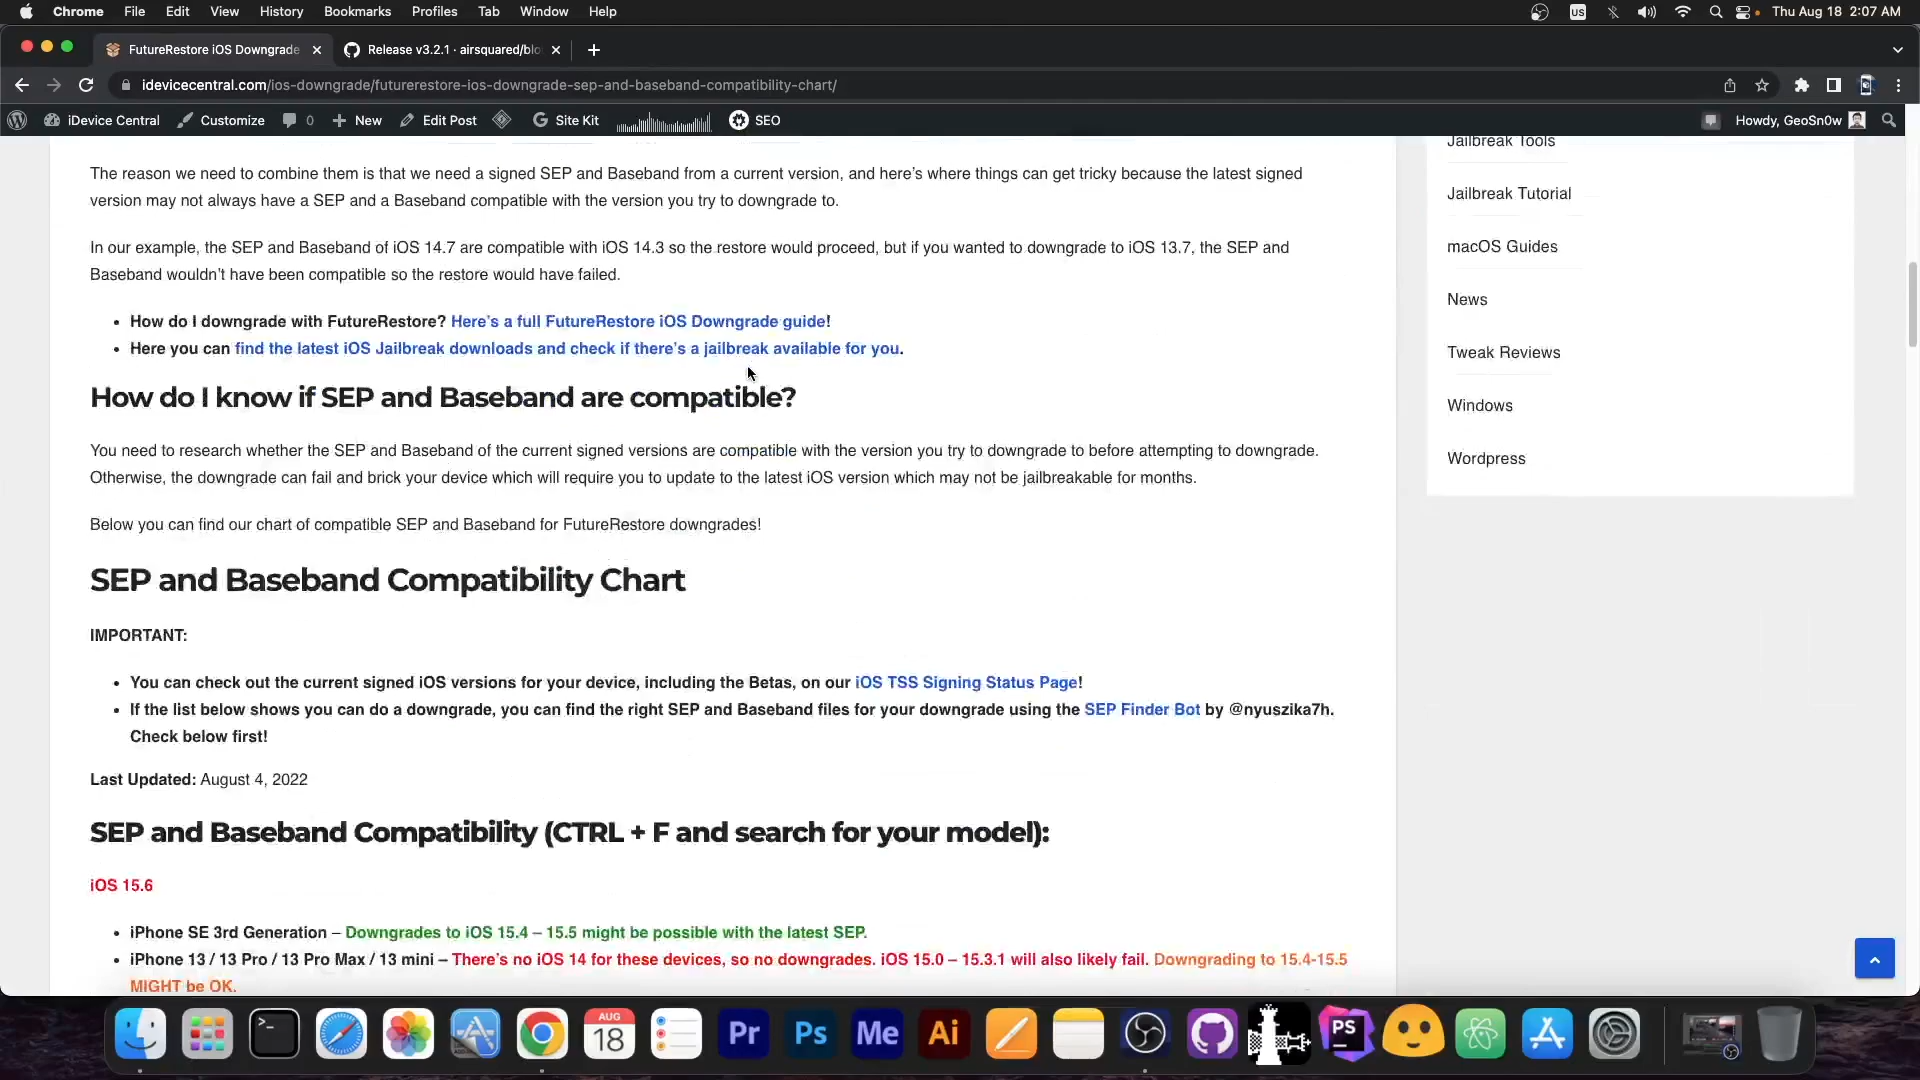 Chrome File Edit View History Bookmarks Profiles Tab Window Help US Thu Aug 18 2:07 AM
FutureRestore iOS Downgrade Release v3.2.1 · airsquared/blo
idevicecentral.com/ios-downgrade/futurerestore-ios-downgrade-sep-and-baseband-compatibility-chart/
iDevice Central Customize 0 New Edit Post Site Kit SEO Howdy, GeoSn0w
Jailbreak Tools
The reason we need to combine them is that we need a signed SEP and Baseband from a current version, and here's where things can get tricky because the latest signed
version may not always have a SEP and a Baseband compatible with the version you try to downgrade to.
Jailbreak Tutorial
In our example, the SEP and Baseband of iOS 14.7 are compatible with iOS 14.3 so the restore would proceed, but if you wanted to downgrade to iOS 13.7, the SEP and
macOS Guides
Baseband wouldn't have been compatible so the restore would have failed.
News
• How do I downgrade with FutureRestore? Here's a full FutureRestore iOS Downgrade guide!
• Here you can find the latest iOS Jailbreak downloads and check if there's a jailbreak available for you.
Tweak Reviews
How do I know if SEP and Baseband are compatible?
Windows
You need to research whether the SEP and Baseband of the current signed versions are compatible with the version you try to downgrade to before attempting to downgrade.
Wordpress
Otherwise, the downgrade can fail and brick your device which will require you to update to the latest iOS version which may not be jailbreakable for months.
Below you can find our chart of compatible SEP and Baseband for FutureRestore downgrades!
SEP and Baseband Compatibility Chart
IMPORTANT:
• You can check out the current signed iOS versions for your device, including the Betas, on our iOS TSS Signing Status Page!
• If the list below shows you can do a downgrade, you can find the right SEP and Baseband files for your downgrade using the SEP Finder Bot by @nyuszika7h.
Check below first!
Last Updated: August 4, 2022
SEP and Baseband Compatibility (CTRL + F and search for your model):
iOS 15.6
• iPhone SE 3rd Generation – Downgrades to iOS 15.4 – 15.5 might be possible with the latest SEP.
• iPhone 13 / 13 Pro / 13 Pro Max / 13 mini – There's no iOS 14 for these devices, so no downgrades. iOS 15.0 – 15.3.1 will also likely fail. Downgrading to 15.4-15.5
MIGHT be OK.
AUG
18
Pr Ps Me Ai PS